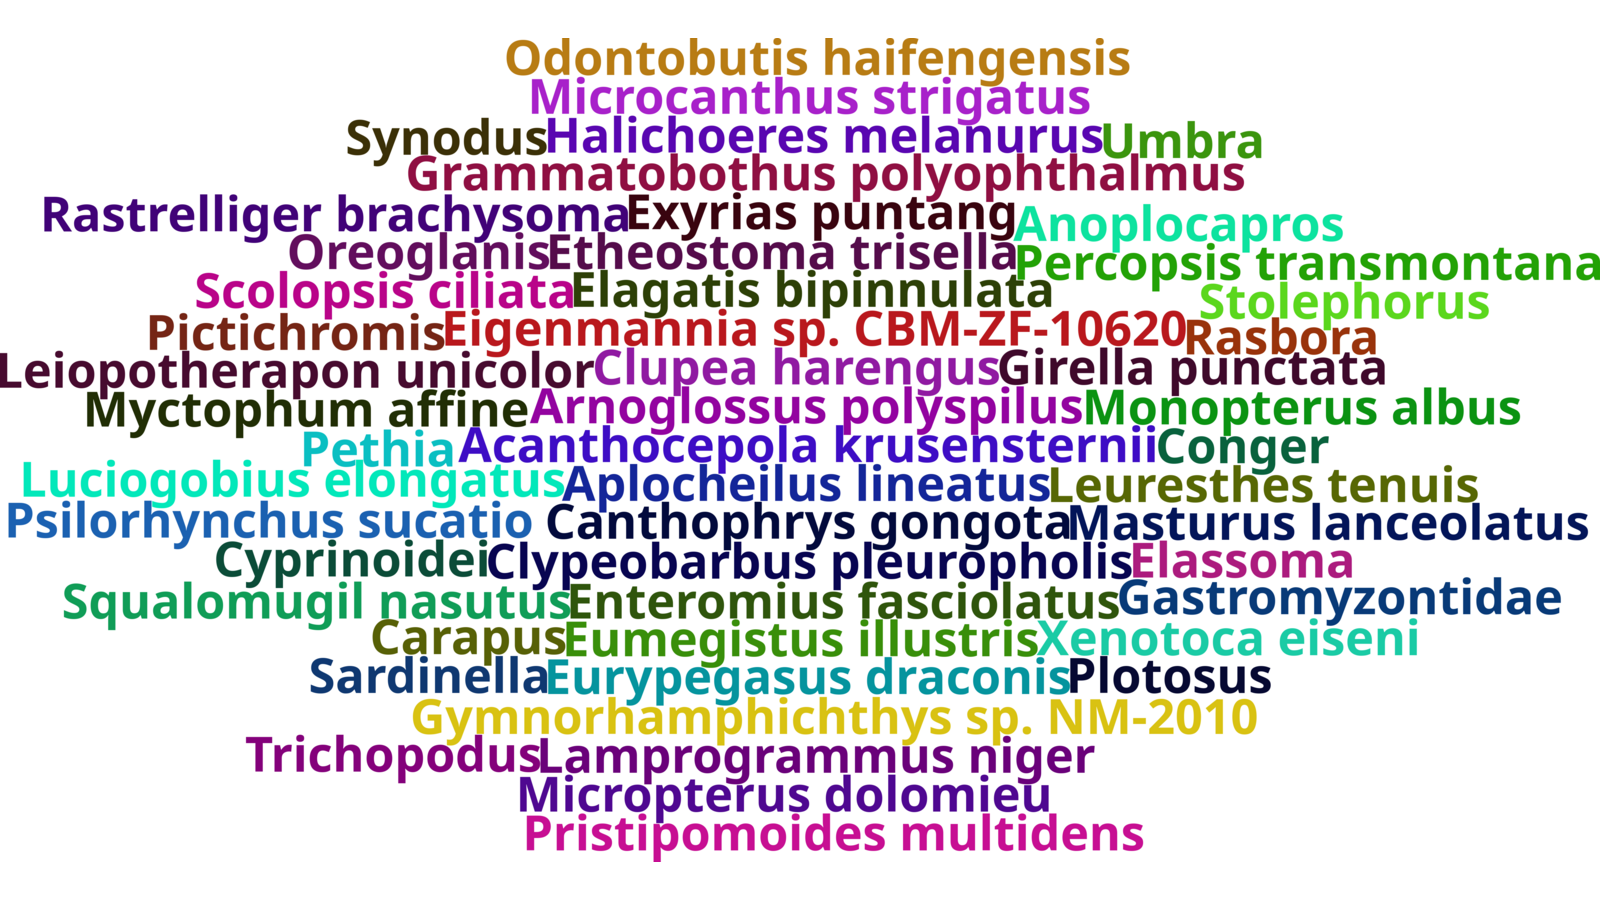 Odontobutis haifengensis
Microcanthus strigatus
Synodus Halichoeres melanurus Umbra
Grammatobothus polyophthalmus
Rastrelliger brachysoma Exyrias puntang Anoplocapros
Oreoglanis Etheostoma trisella Percopsis transmontana
Scolopsis ciliata Elagatis bipinnulata Stolephorus
Pictichromis Eigenmannia sp. CBM-ZF-10620 Rasbora
Leiopotherapon unicolor Clupea harengus Girella punctata
Myctophum affine Arnoglossus polyspilus Monopterus albus
Pethia Acanthocepola krusensternii Conger
Luciogobius elongatus Aplocheilus lineatus Leuresthes tenuis
Psilorhynchus sucatio Canthophrys gongota Masturus lanceolatus
Cyprinoidei Clypeobarbus pleuropholis Elassoma
Squalomugil nasutus Enteromius fasciolatus Gastromyzontidae
Carapus Eumegistus illustris Xenotoca eiseni
Sardinella Eurypegasus draconis Plotosus
Gymnorhamphichthys sp. NM-2010
Trichopodus Lamprogrammus niger
Micropterus dolomieu
Pristipomoides multidens